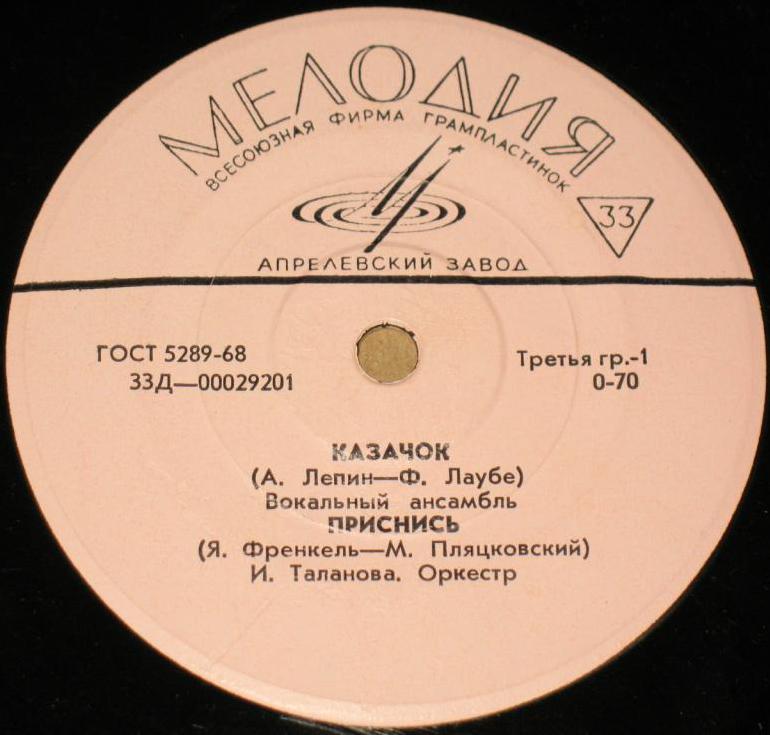 МЕЛОДИЯ
ВСЕСОЮЗНАЯ ФИРМА ГРАМПЛАСТИНОК
33
АПРЕЛЕВСКИЙ ЗАВОД
ГОСТ 5289-68
33Д—00029201
Третья гр.-1
0-70
КАЗАЧОК
(А. Лепин—Ф. Лаубе)
Вокальный ансамбль
ПРИСНИСЬ
(Я. Френкель—М. Пляцковский)
И. Таланова. Оркестр